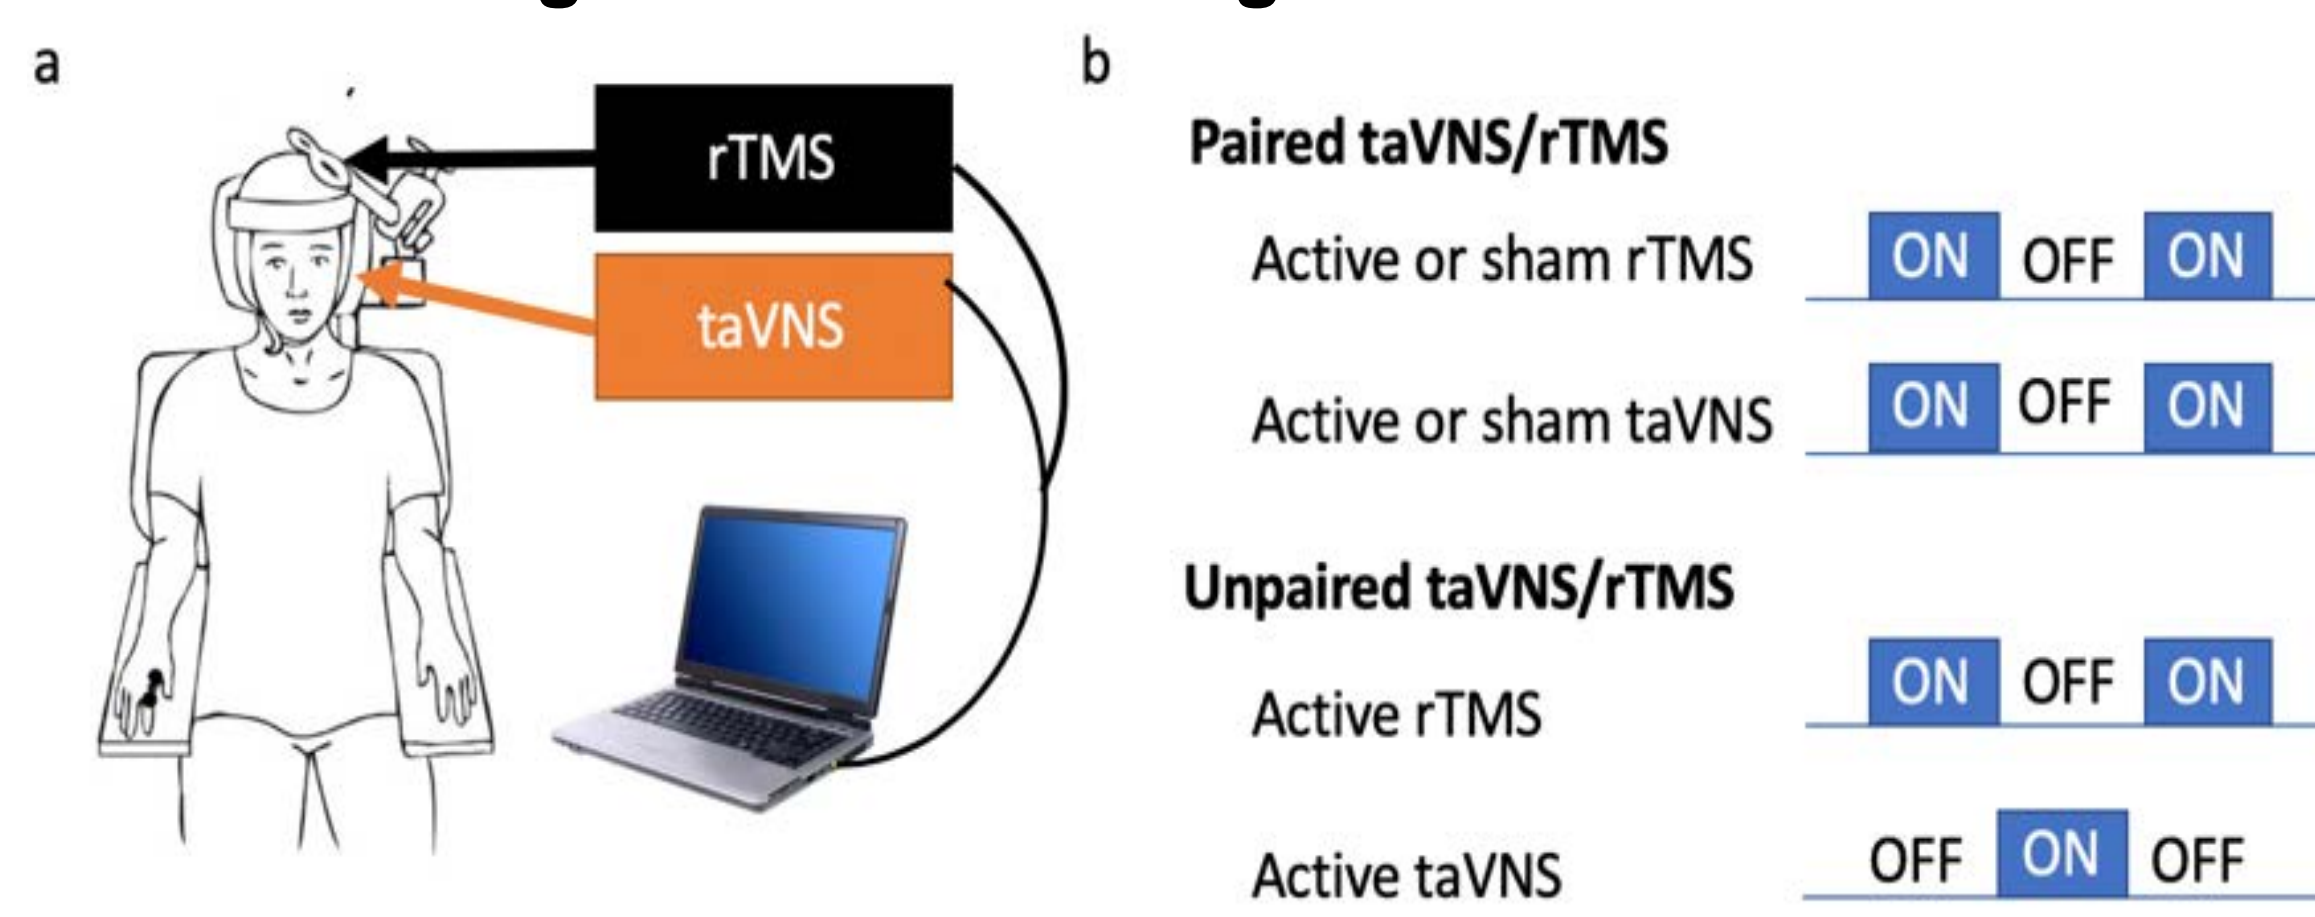 a
rTMS
taVNS
b
Paired taVNS/rTMS
Active or sham rTMS
ON OFF ON
Active or sham taVNS
ON OFF ON
Unpaired taVNS/rTMS
Active rTMS
ON OFF ON
Active taVNS
OFF ON OFF